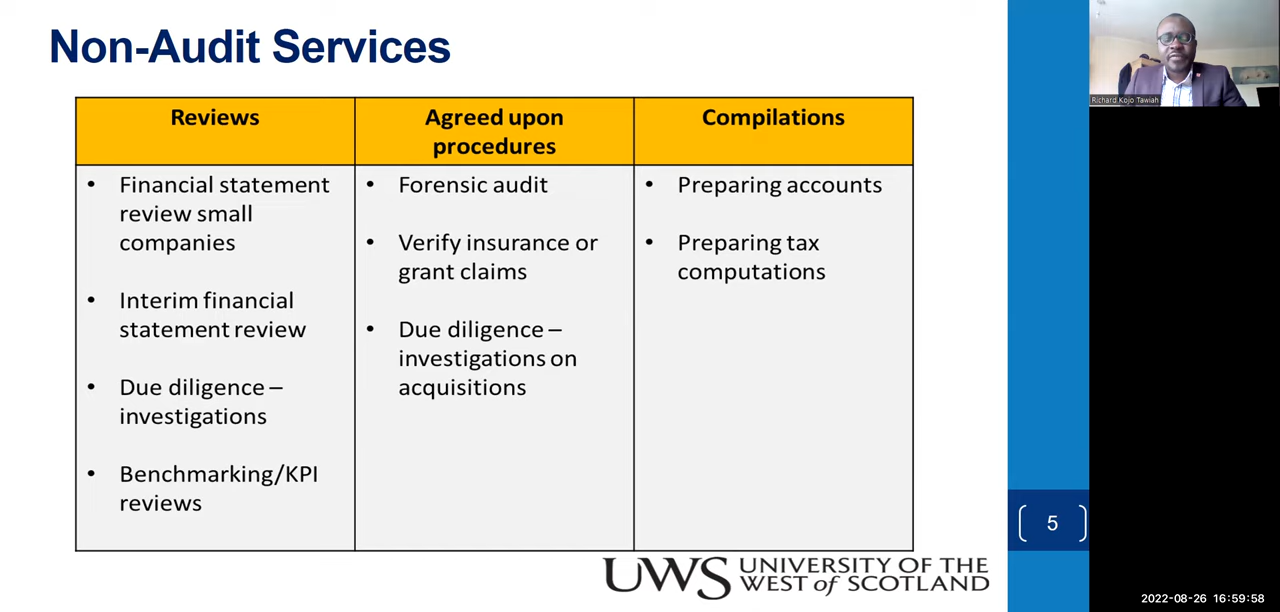 Non-Audit Services
Reviews
Agreed upon
procedures
Compilations
• Financial statement
review small
companies
• Interim financial
statement review
• Due diligence –
investigations
• Benchmarking/KPI
reviews
• Forensic audit
• Verify insurance or
grant claims
• Due diligence –
investigations on
acquisitions
• Preparing accounts
• Preparing tax
computations
UWS UNIVERSITY OF THE
WEST of SCOTLAND
5
Richard Kojo Tawiah
2022-08-26 16:59:58